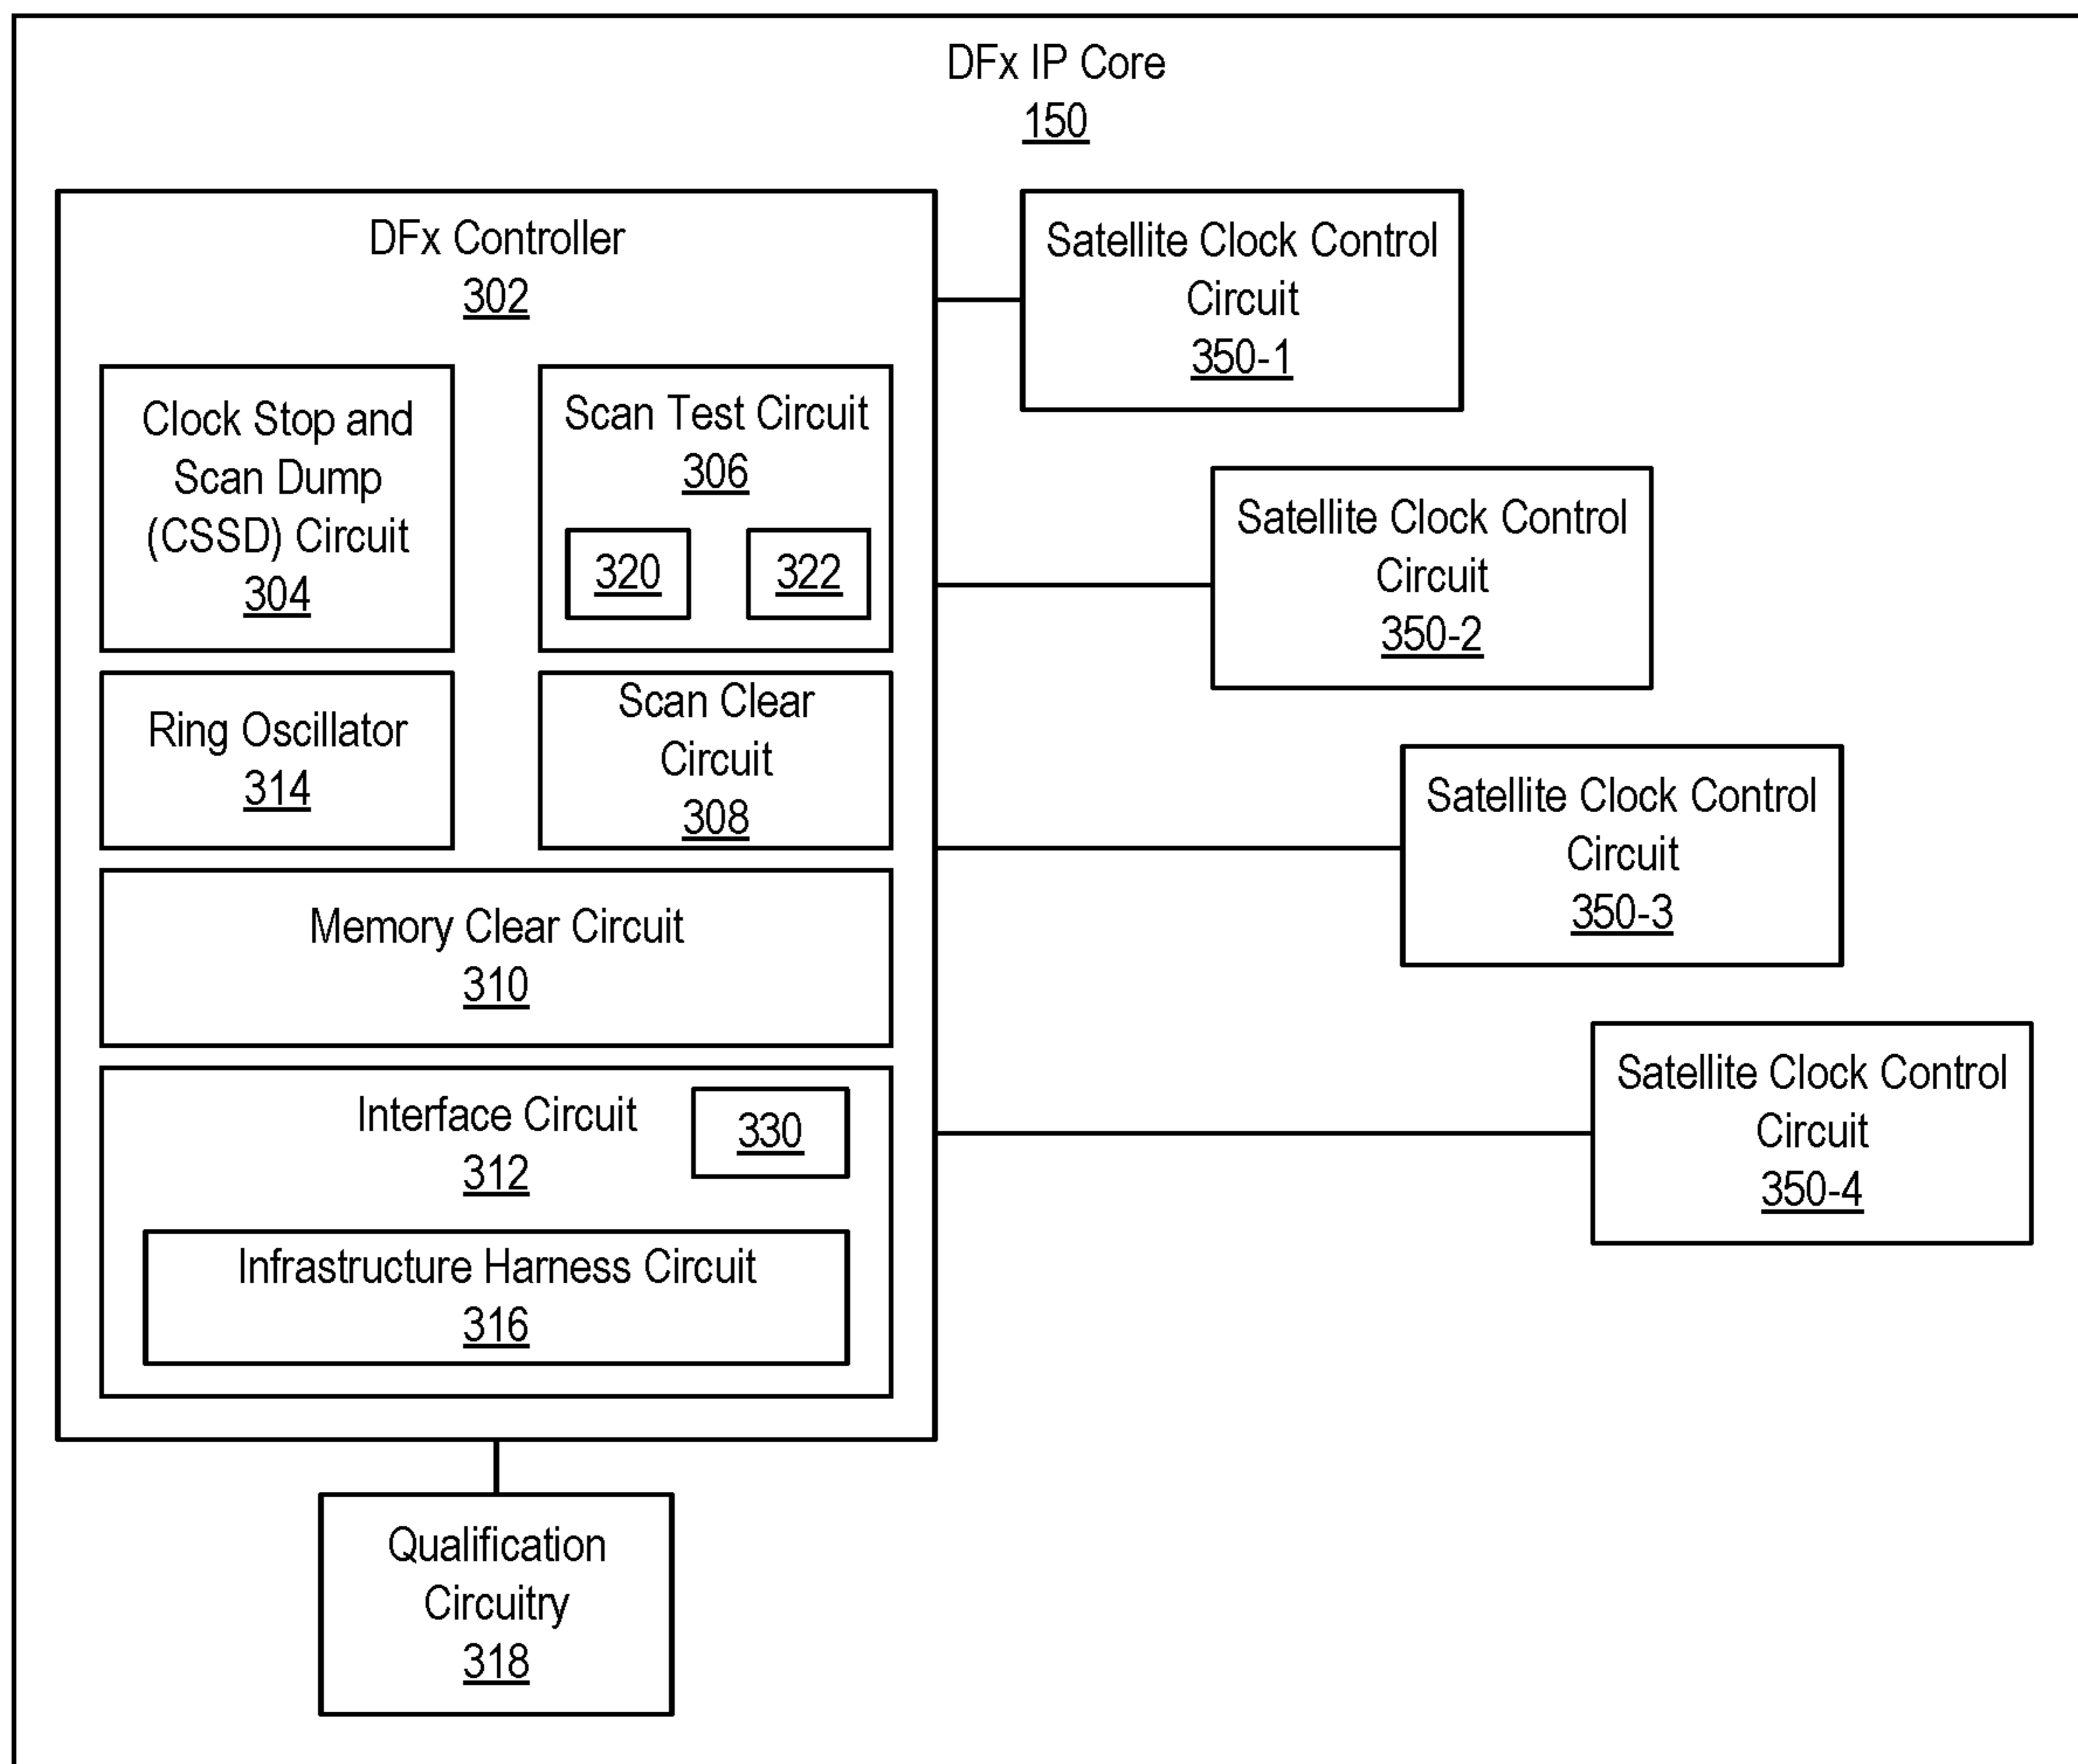 DFx IP Core
150
DFx Controller
302
Clock Stop and
Scan Dump
(CSSD) Circuit
304
Scan Test Circuit
306
320
322
Ring Oscillator
314
Scan Clear
Circuit
308
Memory Clear Circuit
310
Interface Circuit
312
330
Infrastructure Harness Circuit
316
Qualification
Circuitry
318
Satellite Clock Control
Circuit
350-1
Satellite Clock Control
Circuit
350-2
Satellite Clock Control
Circuit
350-3
Satellite Clock Control
Circuit
350-4